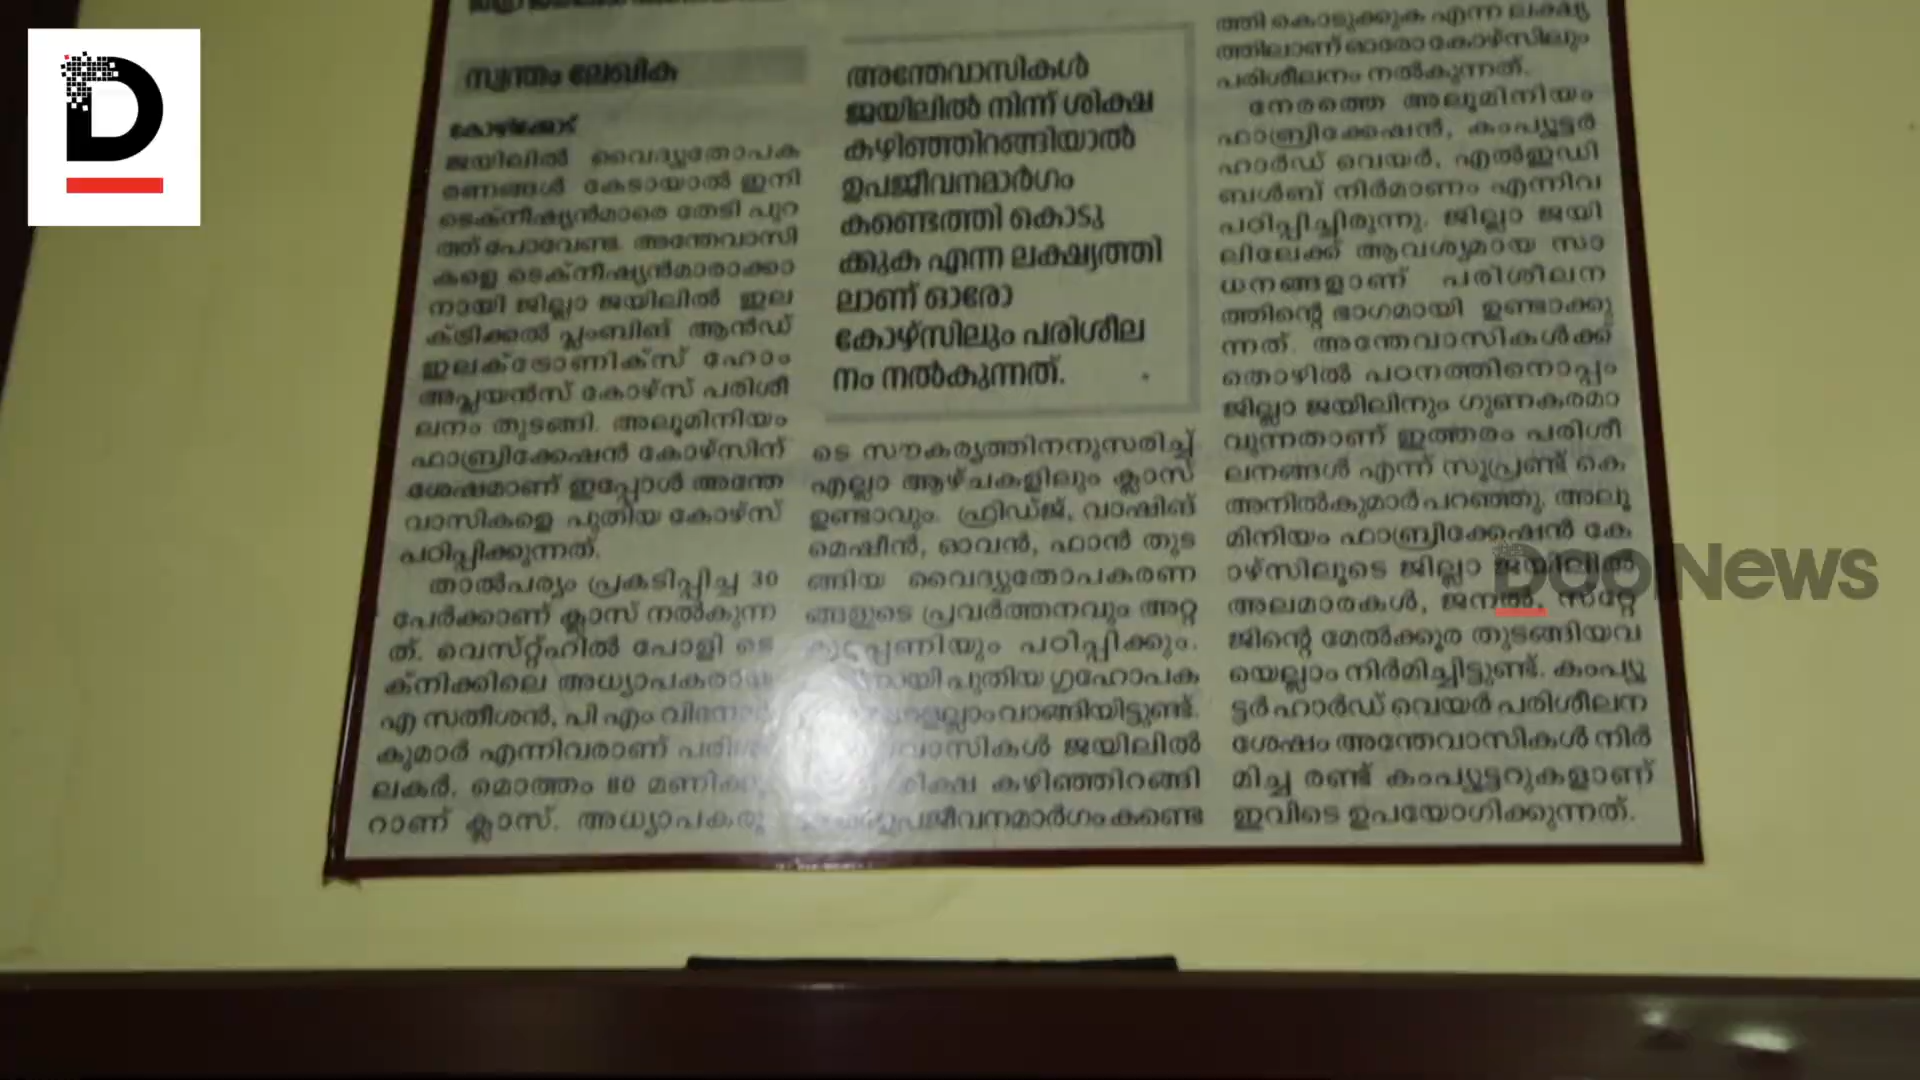 സ്വന്തം ലേഖിക
കോഴിക്കോട്
ജയിലിൽ വൈദ്യുതോപക
രണങ്ങൾ കേടായാൽ ഇനി
ടെക്നീഷ്യൻമാരെ തേടി പുറ
ത്ത് പോവേണ്ട. അന്തേവാസി
കളെ ടെക്നീഷ്യൻമാരാക്കാ
നായി ജില്ലാ ജയിലിൽ ഇല
ക്ട്രിക്കൽ പ്ലംബിങ് ആൻഡ്
ഇലക്ട്രോണിക്സ് ഹോം
അപ്ലയൻസ് കോഴ്സ് പരിശീ
ലനം തുടങ്ങി. അലൂമിനിയം
ഫാബ്രിക്കേഷൻ കോഴ്സിന്
ശേഷമാണ് ഇപ്പോൾ അന്തേ
വാസികളെ പുതിയ കോഴ്സ്
പഠിപ്പിക്കുന്നത്.
താൽപര്യം പ്രകടിപ്പിച്ച 30
പേർക്കാണ് ക്ലാസ് നൽകുന്ന
ത്. വെസ്റ്റ്ഹിൽ പോളി ടെ
ക്നിക്കിലെ അധ്യാപകരായ
എ സതീശൻ, പി എം
കുമാർ എന്നിവരാണ്
ലകർ. മൊത്തം 80
റാണ് ക്ലാസ്. അധ്യാപകരു
അന്തേവാസികൾ
ജയിലിൽ നിന്ന് ശിക്ഷ
കഴിഞ്ഞിറങ്ങിയാൽ
ഉപജീവനമാർഗം
കണ്ടെത്തി കൊടു
ക്കുക എന്ന ലക്ഷ്യത്തി
ലാണ് ഓരോ
കോഴ്സിലും പരിശീല
നം നൽകുന്നത്.
ടെ സൗകര്യത്തിനനുസരിച്ച്
എല്ലാ ആഴ്ചകളിലും ക്ലാസ്
ഉണ്ടാവും. ഫ്രിഡ്ജ്, വാഷിങ്
മെഷീൻ, ഓവൻ, ഫാൻ തുട
ങ്ങിയ വൈദ്യുതോപകരണ
ങ്ങളുടെ പ്രവർത്തനവും അറ്റ
കുറ്റപ്പണിയും പഠിപ്പിക്കും.
പുതിയ ഗൃഹോപക
വാങ്ങിയിട്ടുണ്ട്.
ജയിലിൽ
കഴിഞ്ഞിറങ്ങി
കണ്ടെ
ത്തി കൊടുക്കുക എന്ന ലക്ഷ്യ
ത്തിലാണ് ഓരോ കോഴ്സിലും
പരിശീലനം നൽകുന്നത്.
നേരത്തെ അലൂമിനിയം
ഫാബ്രിക്കേഷൻ, കംപ്യൂട്ടർ
ഹാർഡ് വെയർ, എൽഇഡി
ബൾബ് നിർമാണം എന്നിവ
പഠിപ്പിച്ചിരുന്നു. ജില്ലാ ജയി
ലിലേക്ക് ആവശ്യമായ സാ
ധനങ്ങളാണ് പരിശീലന
ത്തിന്റെ ഭാഗമായി ഉണ്ടാക്കു
ന്നത്. അന്തേവാസികൾക്ക്
തൊഴിൽ പഠനത്തിനൊപ്പം
ജില്ലാ ജയിലിനും ഗുണകരമാ
വുന്നതാണ് ഇത്തരം പരിശീ
ലനങ്ങൾ എന്ന് സൂപ്രണ്ട് കെ
അനിൽകുമാർ പറഞ്ഞു. അലൂ
മിനിയം ഫാബ്രിക്കേഷൻ കോ
ഴ്സിലൂടെ ജില്ലാ ജയിലിൽ
അലമാരകൾ, ജനൽ, സ്റ്റേ
ജിന്റെ മേൽക്കൂര തുടങ്ങിയവ
യെല്ലാം നിർമിച്ചിട്ടുണ്ട്. കംപ്യൂ
ട്ടർ ഹാർഡ് വെയർ പരിശീലന
ശേഷം അന്തേവാസികൾ നിർ
മിച്ച രണ്ട് കംപ്യൂട്ടറുകളാണ്
ഇവിടെ ഉപയോഗിക്കുന്നത്.
DoolNews